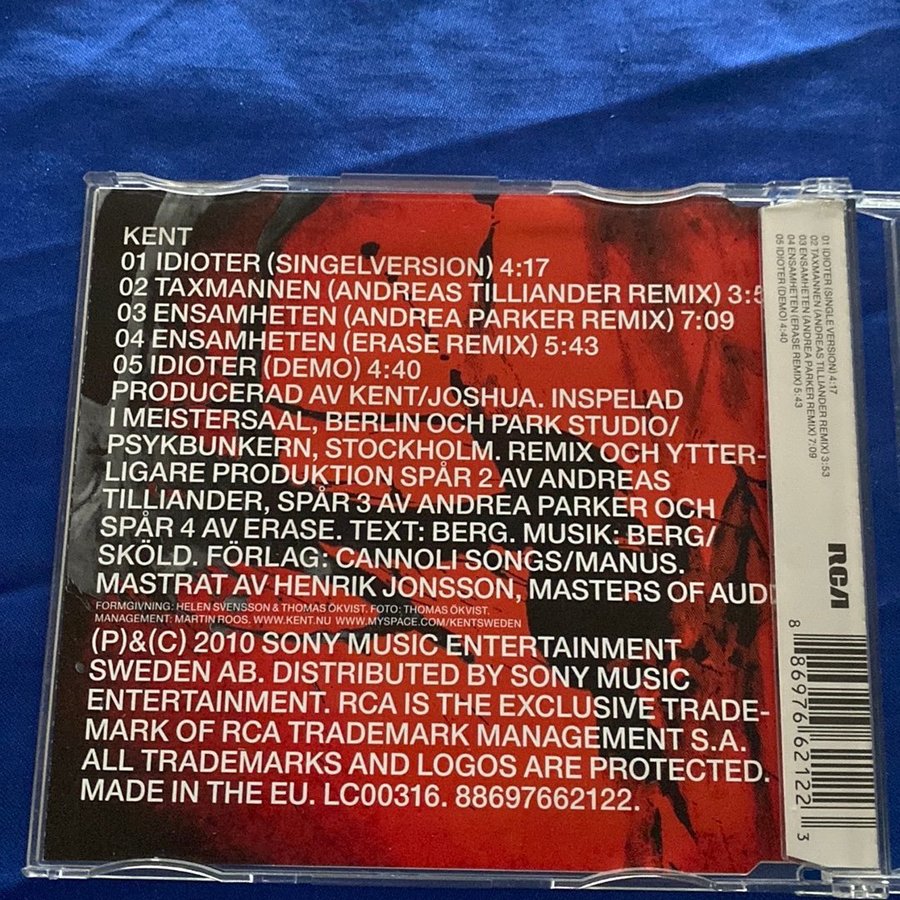 KENT
01 IDIOTER (SINGELVERSION) 4:17
02 TAXMANNEN (ANDREAS TILLIANDER REMIX) 3:5
03 ENSAMHETEN (ANDREA PARKER REMIX) 7:09
04 ENSAMHETEN (ERASE REMIX) 5:43
05 IDIOTER (DEMO) 4:40
PRODUCERAD AV KENT/JOSHUA. INSPELAD
I MEISTERSAAL, BERLIN OCH PARK STUDIO/
PSYKBUNKERN, STOCKHOLM. REMIX OCH YTTER-
LIGARE PRODUKTION SPÅR 2 AV ANDREAS
TILLIANDER, SPÅR 3 AV ANDREA PARKER OCH
SPÅR 4 AV ERASE. TEXT: BERG. MUSIK: BERG/
SKÖLD. FÖRLAG: CANNOLI SONGS/MANUS.
MASTRAT AV HENRIK JONSSON, MASTERS OF AUDI
FORMGIVNING: HELEN SVENSSON & THOMAS ÖKVIST. FOTO: THOMAS ÖKVIST.
MANAGEMENT: MARTIN ROOS. WWW.KENT.NU WWW.MYSPACE.COM/KENTSWEDEN
(P)&(C) 2010 SONY MUSIC ENTERTAINMENT
SWEDEN AB. DISTRIBUTED BY SONY MUSIC
ENTERTAINMENT. RCA IS THE EXCLUSIVE TRADE-
MARK OF RCA TRADEMARK MANAGEMENT S.A.
ALL TRADEMARKS AND LOGOS ARE PROTECTED.
MADE IN THE EU. LC00316. 88697662122.
01 IDIOTER (SINGLE VERSION) 4:17
02 TAXMANNEN (ANDREAS TILLIANDER REMIX) 3:53
03 ENSAMHETEN (ANDREA PARKER REMIX) 7:09
04 ENSAMHETEN (ERASE REMIX) 5:43
05 IDIOTER (DEMO) 4:40
RCA
8 86976 62122 3